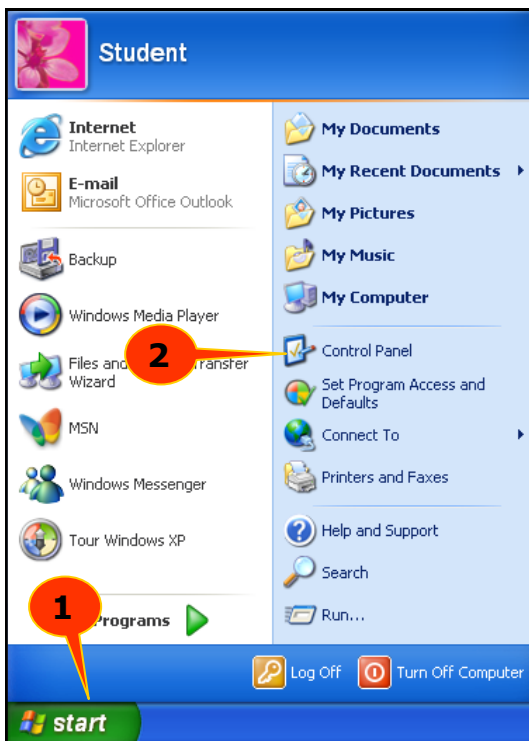 Student
Internet
Internet Explorer
E-mail
Microsoft Office Outlook
Backup
Windows Media Player
Files and Transfer
Wizard
MSN
Windows Messenger
Tour Windows XP
Programs
My Documents
My Recent Documents
My Pictures
My Music
My Computer
Control Panel
Set Program Access and
Defaults
Connect To
Printers and Faxes
Help and Support
Search
Run...
2
1
Log Off
Turn Off Computer
start